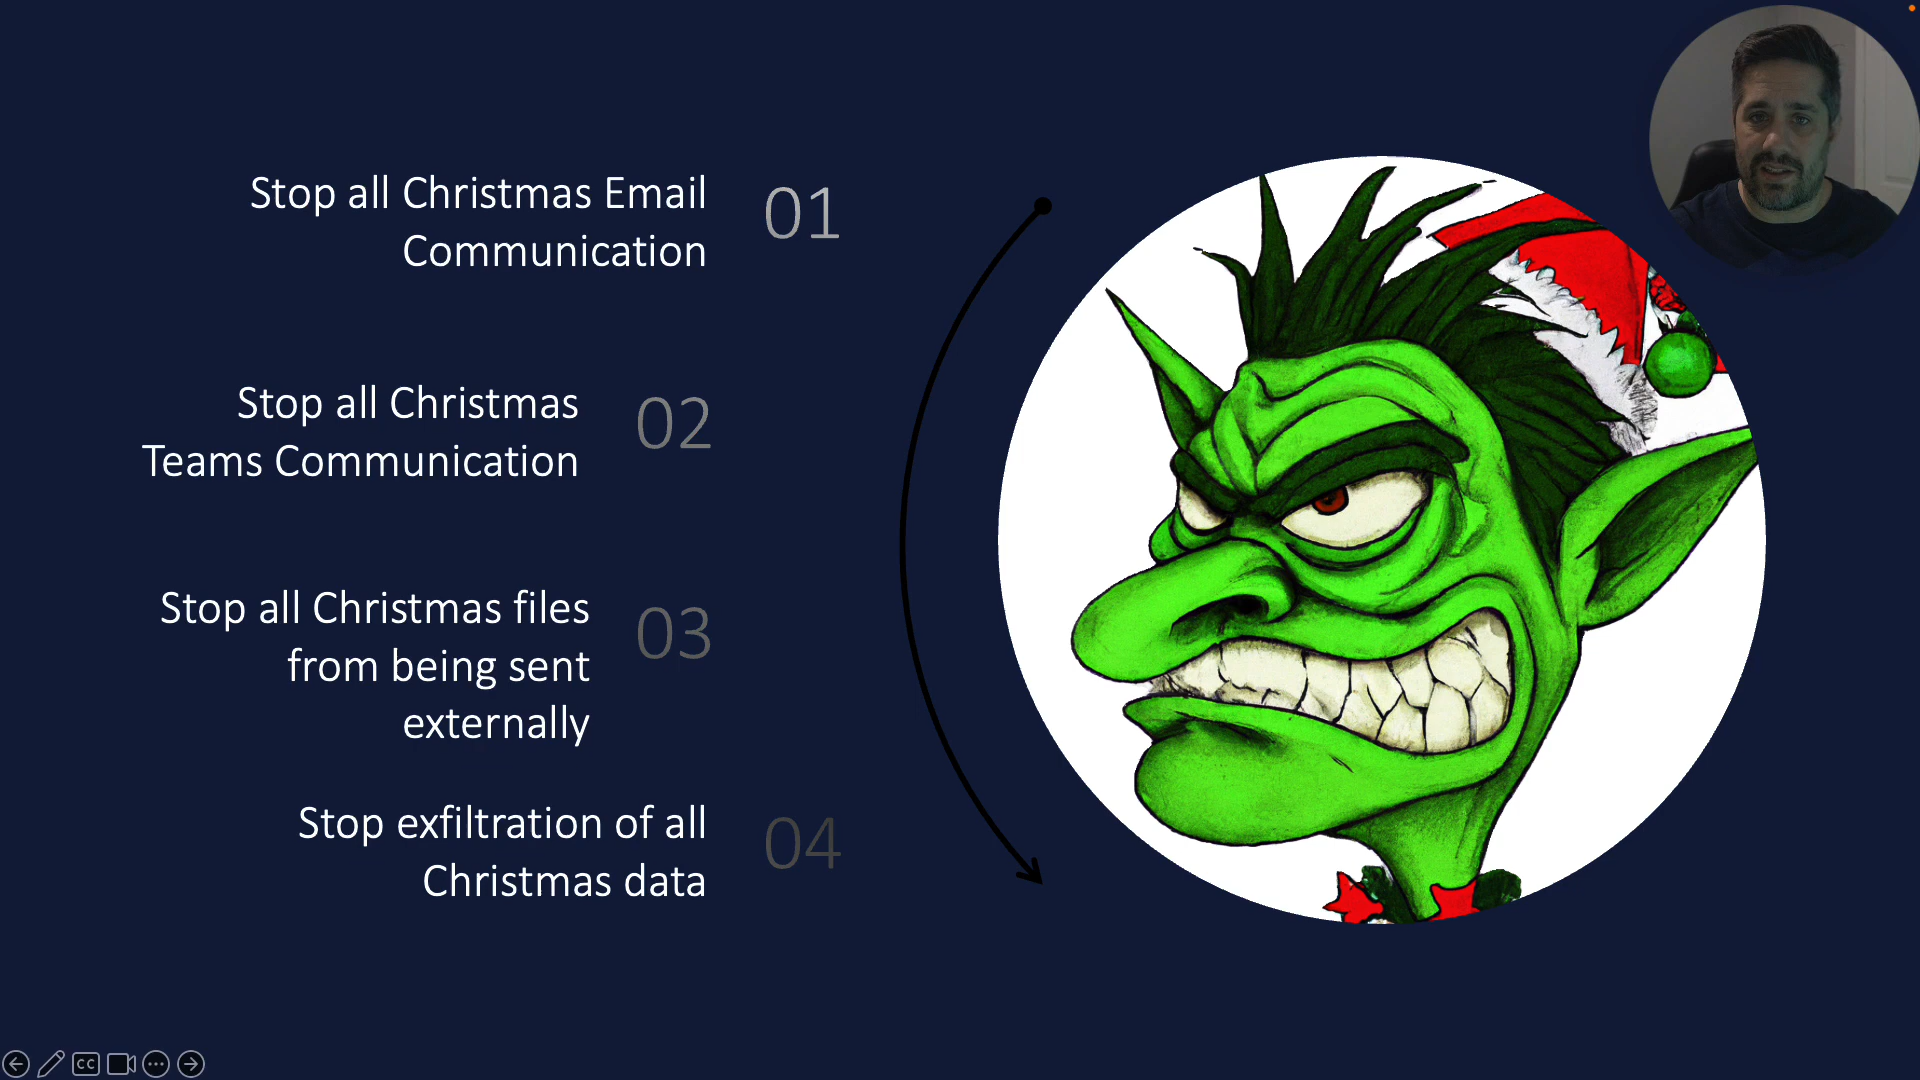 Stop all Christmas Email
Communication
01
Stop all Christmas
Teams Communication
02
Stop all Christmas files
from being sent
externally
03
Stop exfiltration of all
Christmas data
04
CC